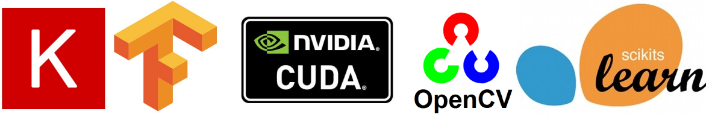 K
NVIDIA.
CUDA.
OpenCV
scikits
learn